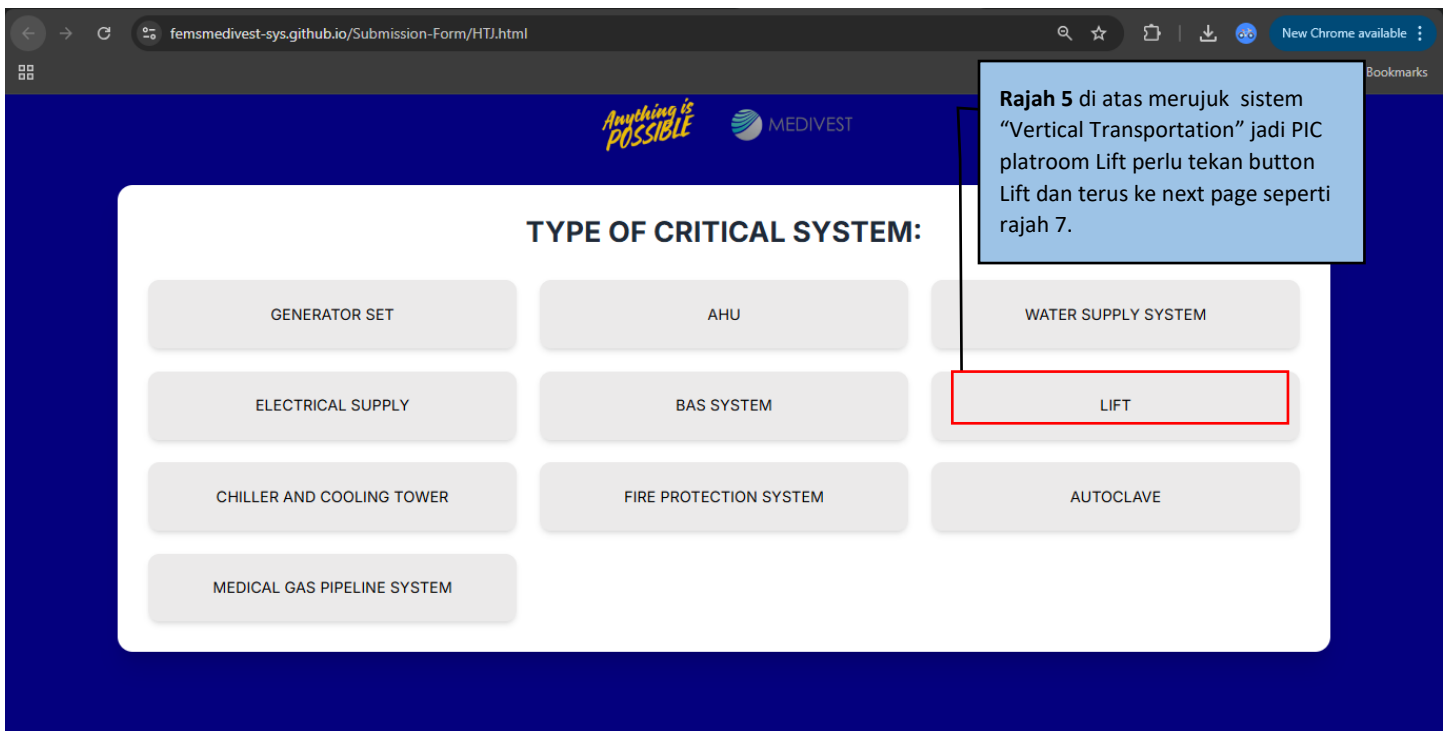 femsmedivest-sys.github.io/Submission-Form/HTJ.html
New Chrome available
Bookmarks
Anything is
POSSIBLE
MEDIVEST
Rajah 5 di atas merujuk sistem
“Vertical Transportation” jadi PIC
platroom Lift perlu tekan button
Lift dan terus ke next page seperti
rajah 7.
TYPE OF CRITICAL SYSTEM:
GENERATOR SET
AHU
WATER SUPPLY SYSTEM
ELECTRICAL SUPPLY
BAS SYSTEM
LIFT
CHILLER AND COOLING TOWER
FIRE PROTECTION SYSTEM
AUTOCLAVE
MEDICAL GAS PIPELINE SYSTEM